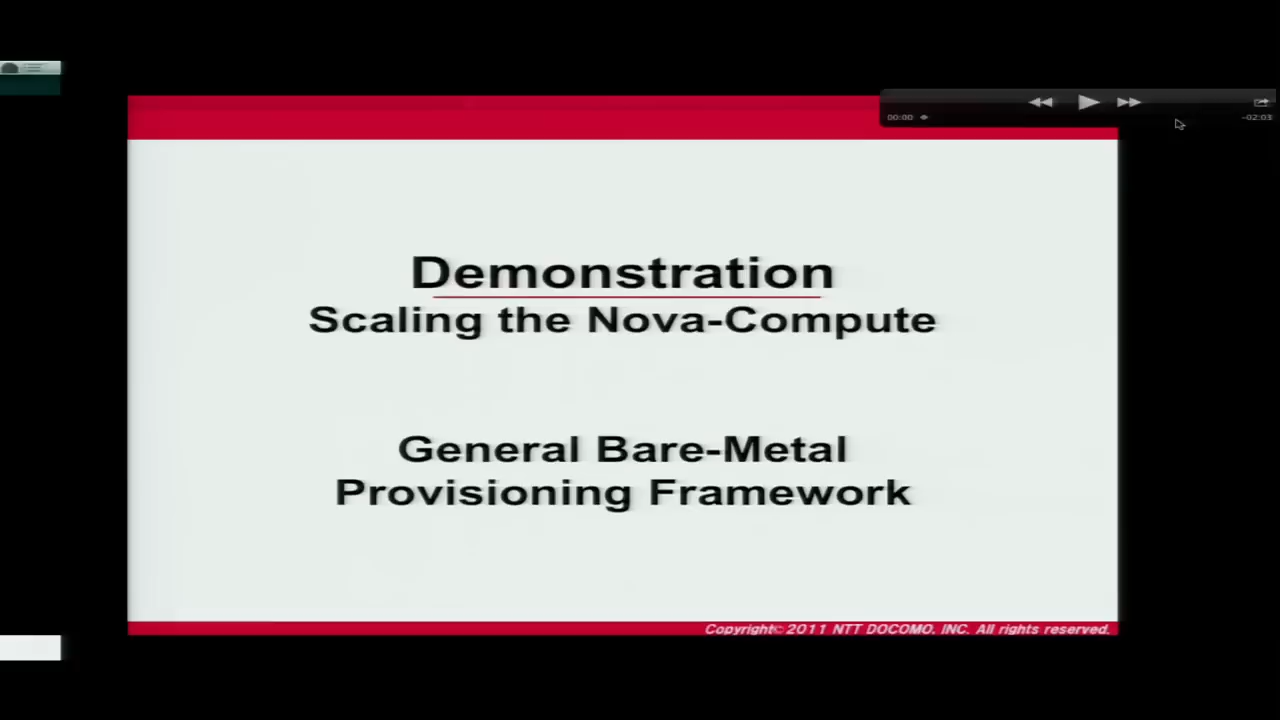 00:00
-02:03
Demonstration
Scaling the Nova-Compute
General Bare-Metal
Provisioning Framework
Copyright© 2011 NTT DOCOMO, INC. All rights reserved.